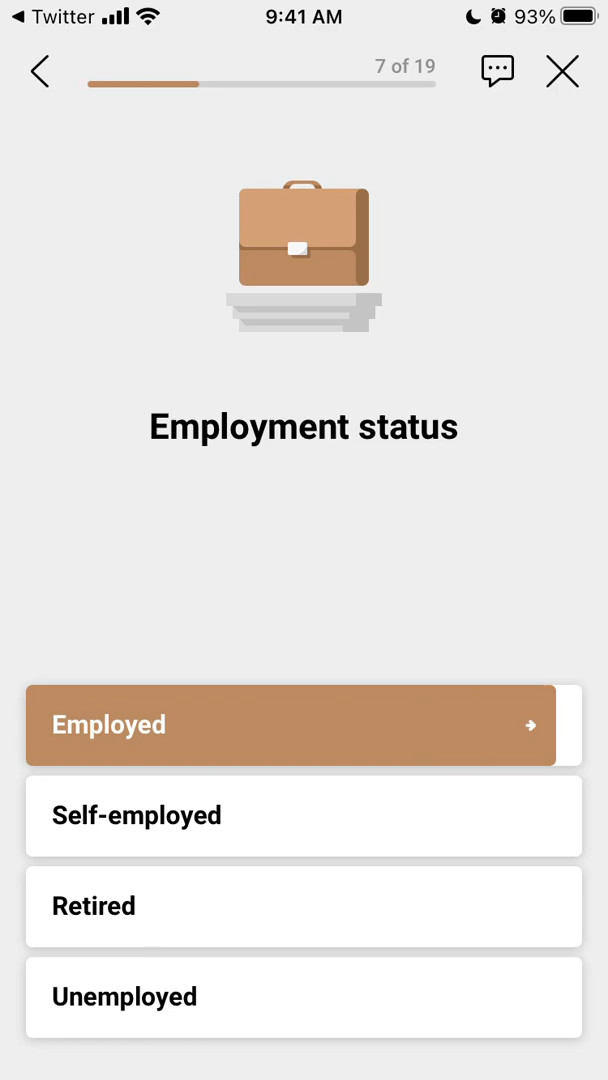 Twitter 9:41 AM 93%
7 of 19
Employment status
Employed
Self-employed
Retired
Unemployed